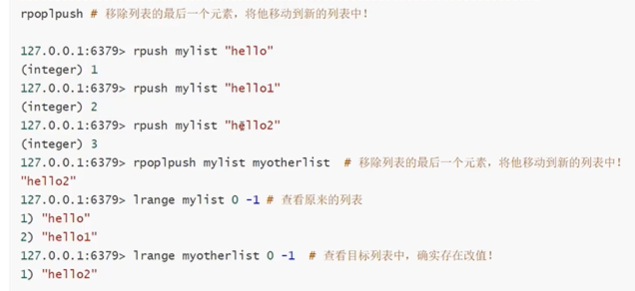 rpoplpush # 移除列表的最后一个元素，将他移动到新的列表中！
127.0.0.1:6379> rpush mylist "hello"
(integer) 1
127.0.0.1:6379> rpush mylist "hello1"
(integer) 2
127.0.0.1:6379> rpush mylist "hello2"
(integer) 3
127.0.0.1:6379> rpoplpush mylist myotherlist # 移除列表的最后一个元素，将他移动到新的列表中！
"hello2"
127.0.0.1:6379> lrange mylist 0 -1 # 查看原来的列表
1) "hello"
2) "hello1"
127.0.0.1:6379> lrange myotherlist 0 -1 # 查看目标列表中，确实存在改值！
1) "hello2"